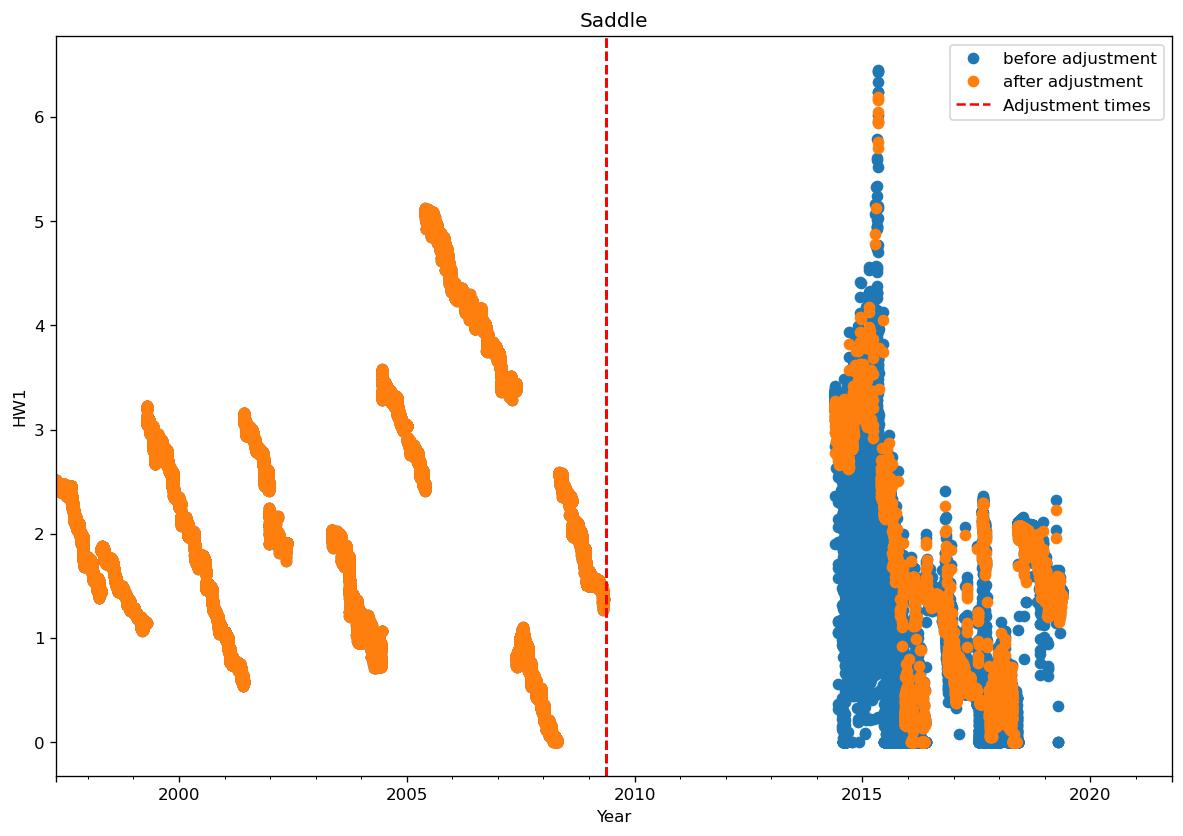 Saddle
before adjustment
after adjustment
Adjustment times
HW1
6
5
4
3
2
1
0
2000 2005 2010 2015 2020
Year